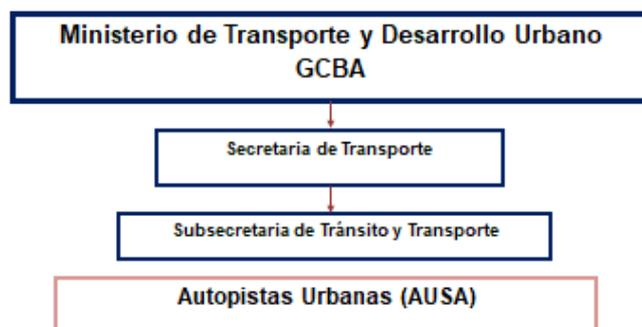 Ministerio de Transporte y Desarrollo Urbano
GCBA
Secretaria de Transporte
Subsecretaria de Tránsito y Transporte
Autopistas Urbanas (AUSA)